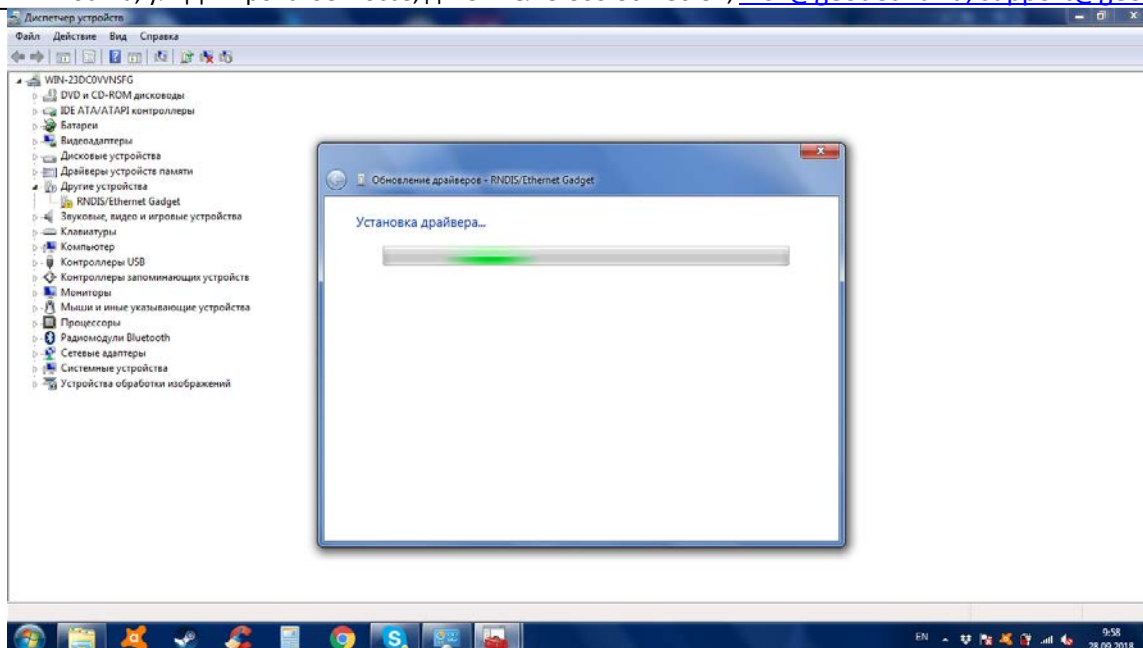 Диспетчер устройств
Файл Действие Вид Справка
WIN-23DC0VVNSFG
DVD и CD-ROM дисководы
IDE ATA/ATAPI контроллеры
Батареи
Видеоадаптеры
Дисковые устройства
Драйверы устройств памяти
Другие устройства
RNDIS/Ethernet Gadget
Звуковые, видео и игровые устройства
Клавиатуры
Компьютер
Контроллеры USB
Контроллеры запоминающих устройств
Мониторы
Мыши и иные указывающие устройства
Процессоры
Радиомодули Bluetooth
Сетевые адаптеры
Системные устройства
Устройства обработки изображений
Обновление драйверов - RNDIS/Ethernet Gadget
Установка драйвера...
EN
9:58
28.09.2018